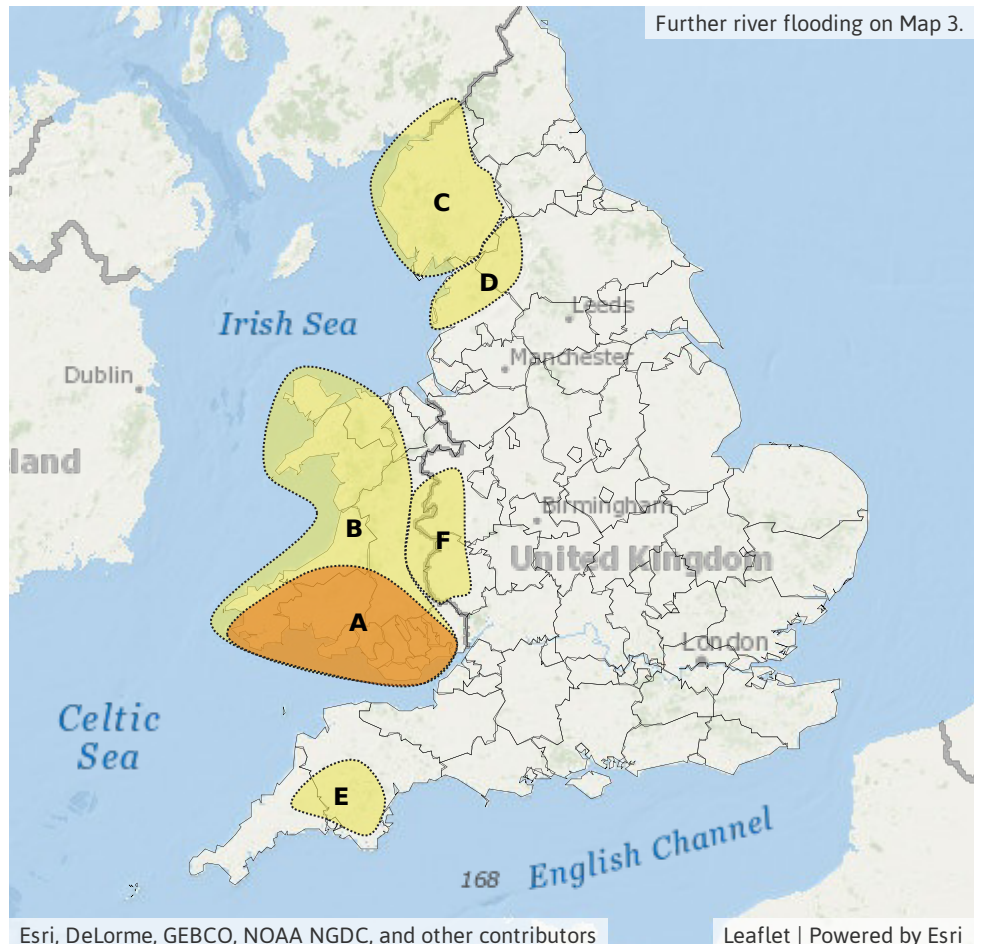 Further river flooding on Map 3.
C
D
Leeds
Irish Sea
Manchester
Dublin
land
Birmingham
B
F
United Kingdom
A
London
Celtic
Sea
E
English Channel
168
Esri, DeLorme, GEBCO, NOAA NGDC, and other contributors
Leaflet | Powered by Esri